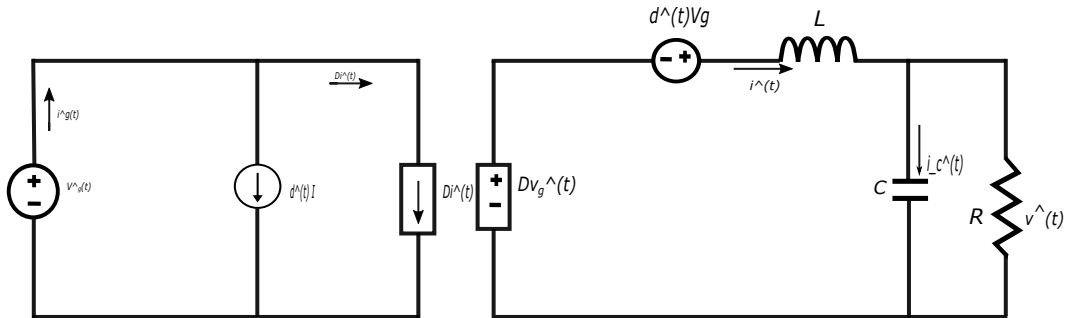 d^(t)Vg
L
Di^(t)
i^g(t)
i^(t)
+
-
V^g(t)
d^(t) I
Di^(t)
+
-
Dvg^(t)
- +
C
i_c^(t)
R
v^(t)